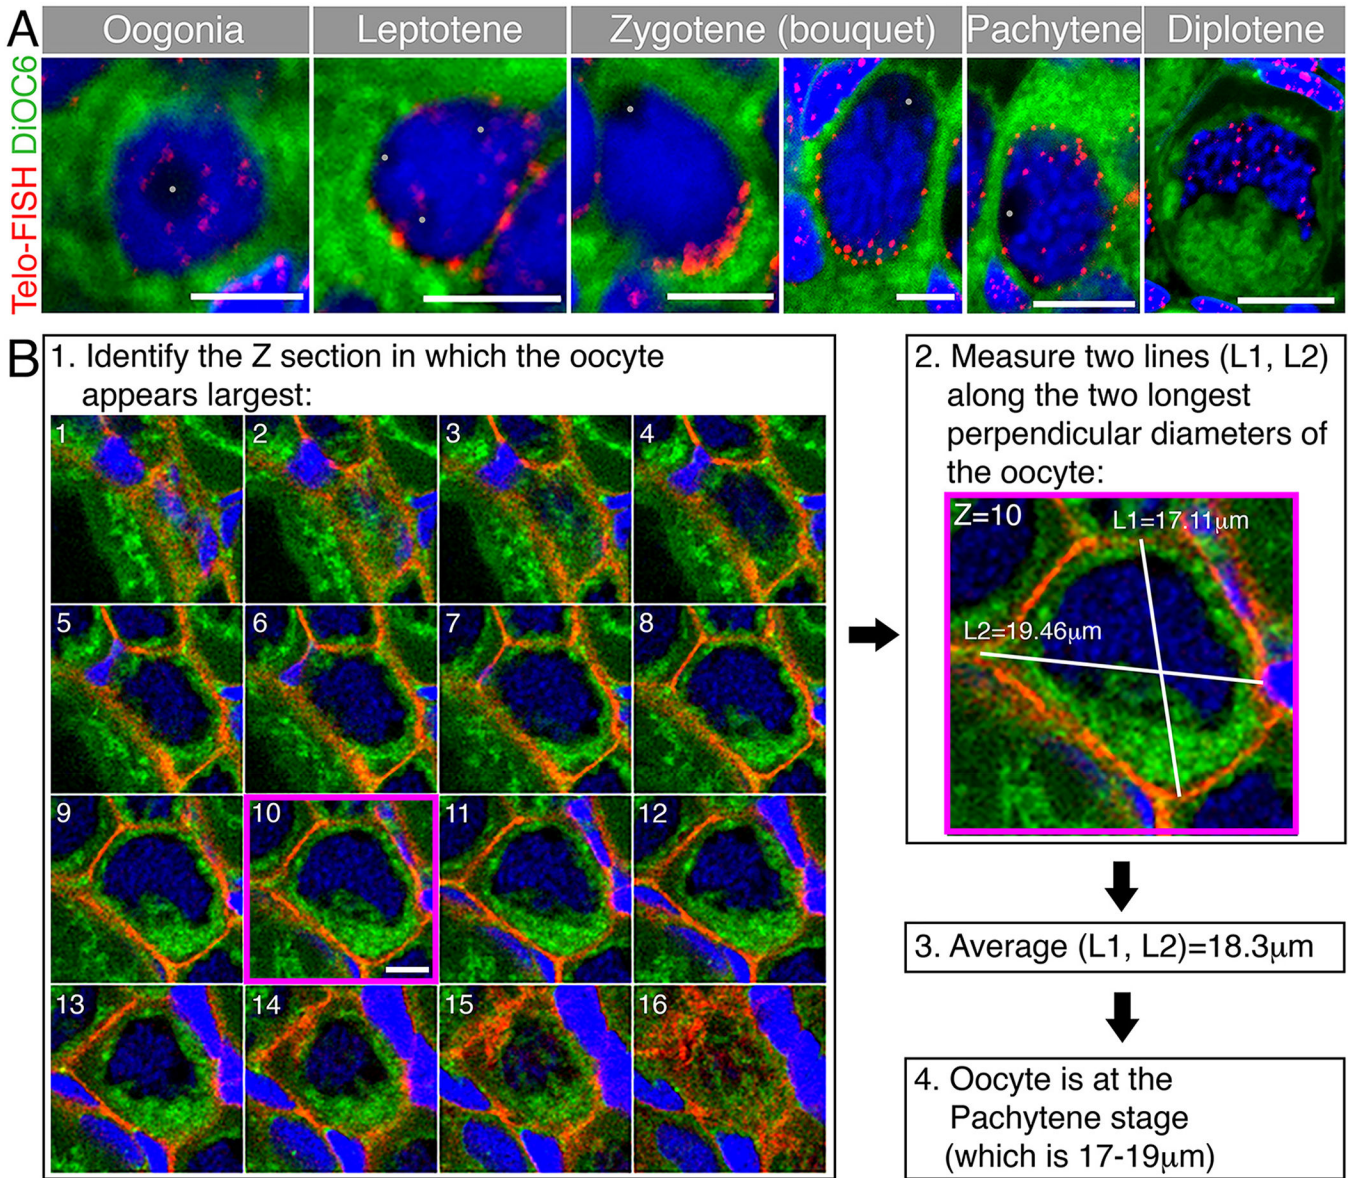 A
Oogonia
Leptotene
Zygotene (bouquet)
Pachytene
Diplotene
Telo-FISH DiOC6
B
1. Identify the Z section in which the oocyte
appears largest:
1
2
3
4
5
6
7
8
9
10
11
12
13
14
15
16
2. Measure two lines (L1, L2)
along the two longest
perpendicular diameters of
the oocyte:
Z=10
L1=17.11μm
L2=19.46μm
3. Average (L1, L2)=18.3μm
4. Oocyte is at the
Pachytene stage
(which is 17-19μm)